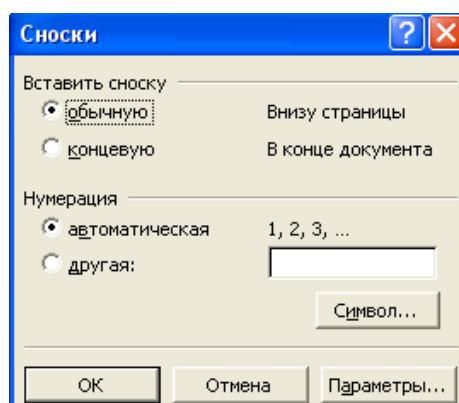 Сноски
Вставить сноску
обычную Внизу страницы
концевую В конце документа
Нумерация
автоматическая 1, 2, 3, ...
другая:
Символ...
ОК Отмена Параметры...